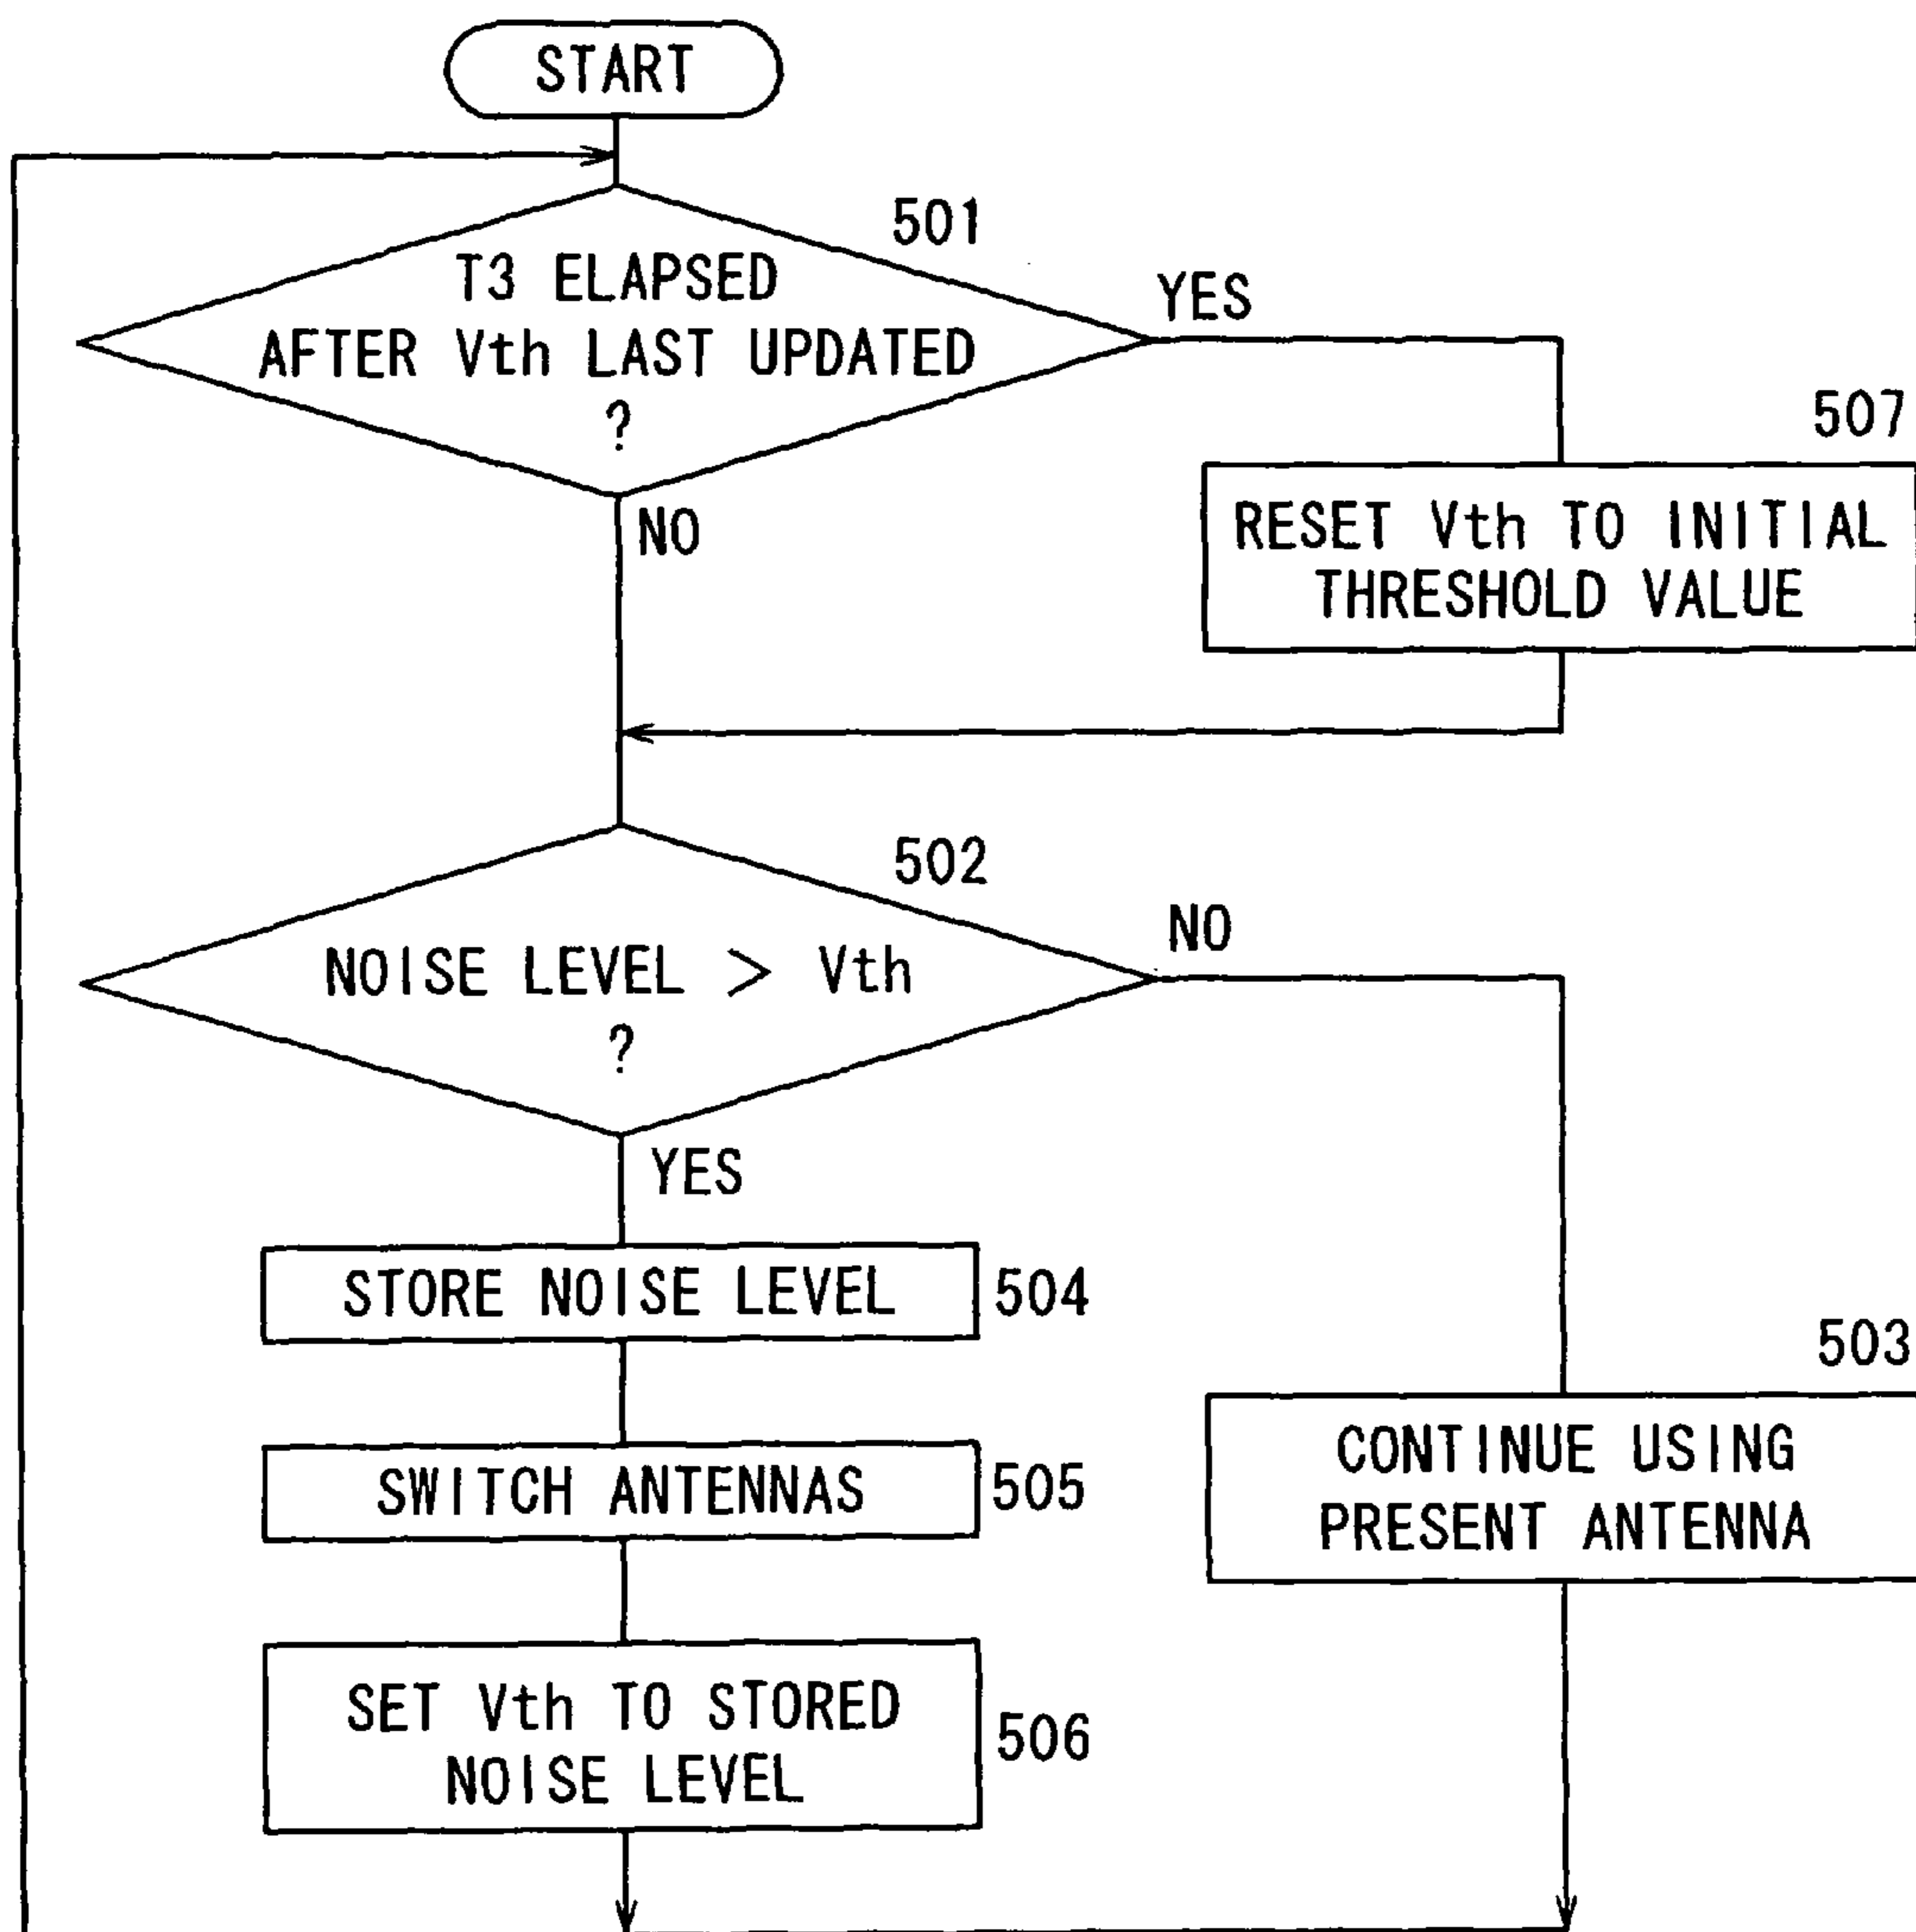 START
501
T3 ELAPSED
AFTER Vth LAST UPDATED
?
YES
NO
507
RESET Vth TO INITIAL
THRESHOLD VALUE
502
NOISE LEVEL > Vth
?
NO
YES
STORE NOISE LEVEL
504
SWITCH ANTENNAS
505
503
CONTINUE USING
PRESENT ANTENNA
SET Vth TO STORED
NOISE LEVEL
506